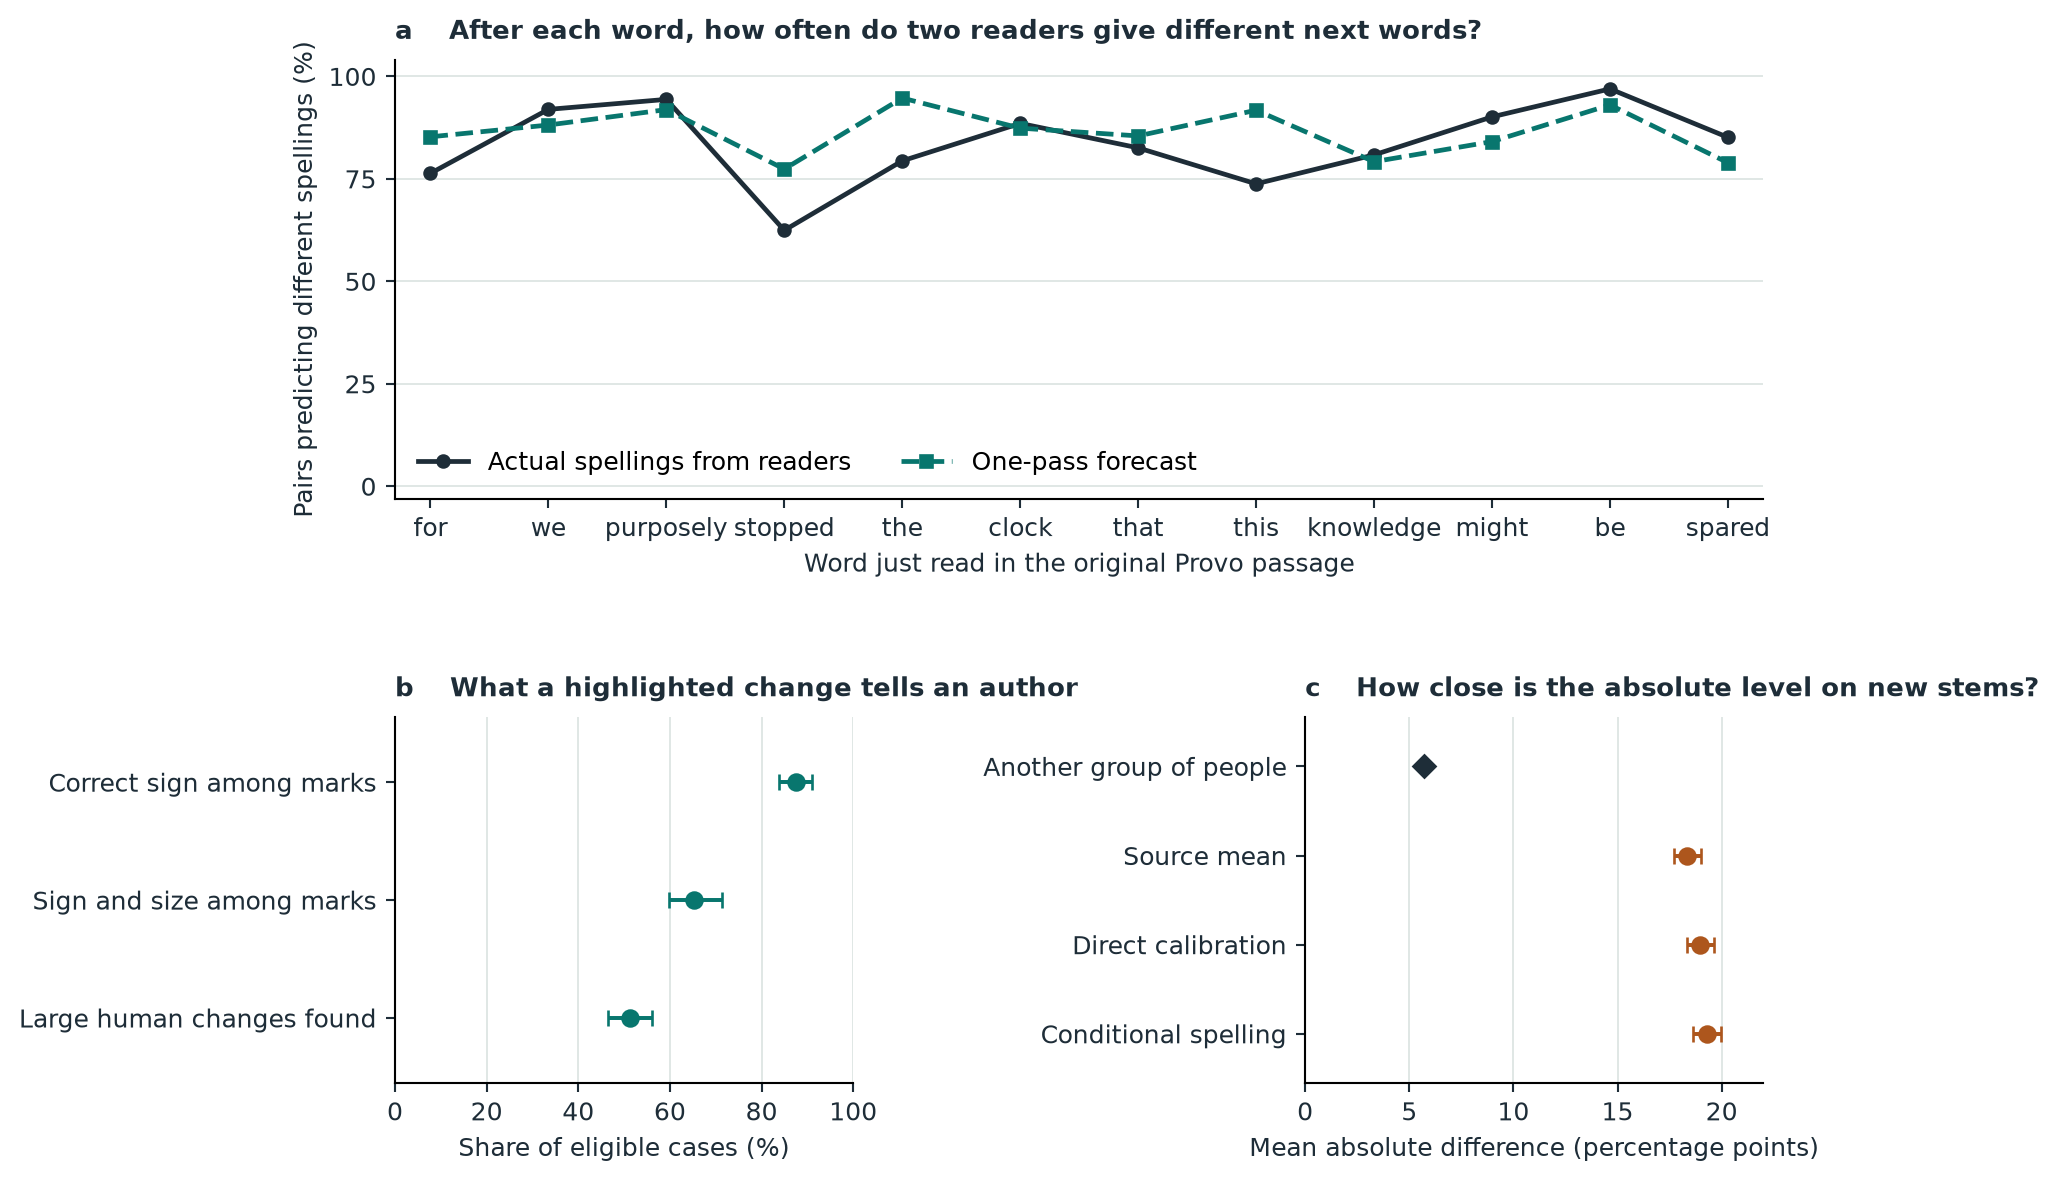 a After each word, how often do two readers give different next words?
Pairs predicting different spellings (%)
100
75
50
25
0
Actual spellings from readers
One-pass forecast
for we purposely stopped the clock that this knowledge might be spared
Word just read in the original Provo passage
b What a highlighted change tells an author
Correct sign among marks
Sign and size among marks
Large human changes found
0 20 40 60 80 100
Share of eligible cases (%)
c How close is the absolute level on new stems?
Another group of people
Source mean
Direct calibration
Conditional spelling
0 5 10 15 20
Mean absolute difference (percentage points)